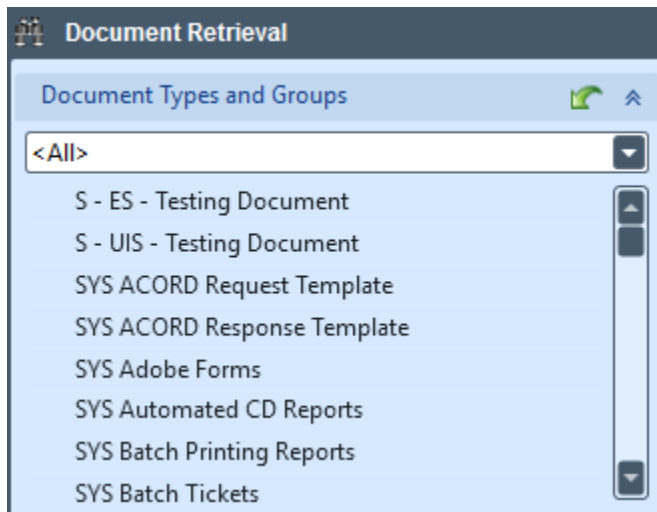 Document Retrieval
Document Types and Groups
<All>
S - ES - Testing Document
S - UIS - Testing Document
SYS ACORD Request Template
SYS ACORD Response Template
SYS Adobe Forms
SYS Automated CD Reports
SYS Batch Printing Reports
SYS Batch Tickets